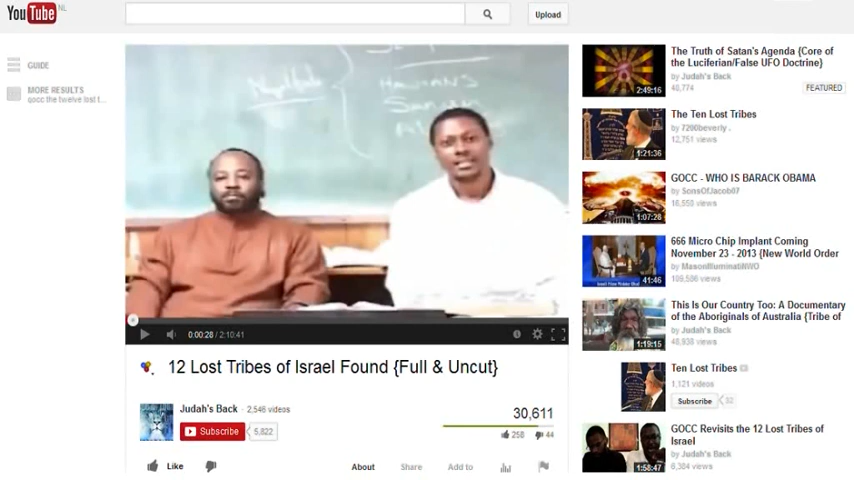 YouTube NL
Upload
GUIDE
MORE RESULTS
gocc the twelve lost t...
0:00:28 / 2:10:41
12 Lost Tribes of Israel Found {Full & Uncut}
Judah's Back · 2,546 videos
Subscribe 5,822
30,611
258 44
Like
About Share Add to
The Truth of Satan's Agenda {Core of
the Luciferian/False UFO Doctrine}
by Judah's Back
40,774
FEATURED
2:49:16
The Ten Lost Tribes
by 7200beverly .
12,751 views
1:21:36
GOCC - WHO IS BARACK OBAMA
by SonsOfJacob07
16,550 views
1:07:28
666 Micro Chip Implant Coming
November 23 - 2013 {New World Order
by MasonIlluminatiNWO
41:46
This Is Our Country Too: A Documentary
of the Aboriginals of Australia {Tribe of
by Judah's Back
48,938 views
1:19:15
Ten Lost Tribes
1,121 videos
Subscribe 32
GOCC Revisits the 12 Lost Tribes of
Israel
by Judah's Back
6,384 views
1:58:47